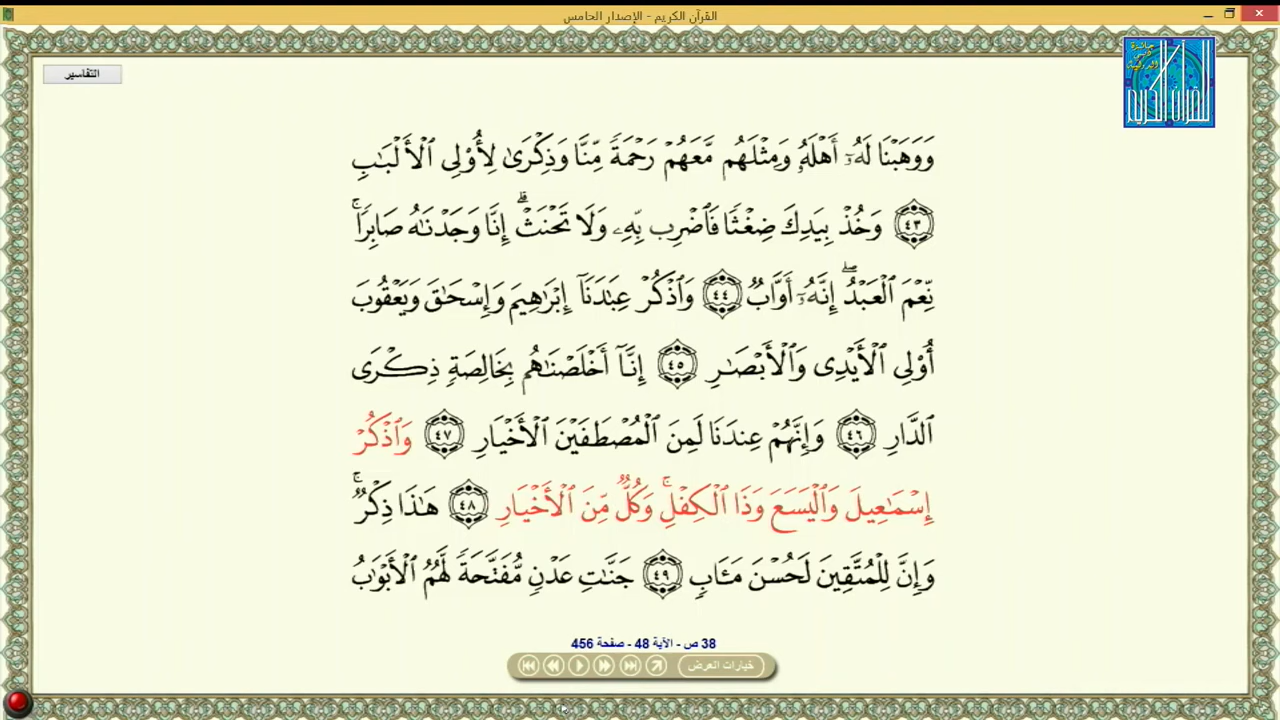 القرآن الكريم - الإصدار الخامس
التفاسير
القرآن الكريم
وَوَهَبْنَا لَهُۥٓ أَهْلَهُۥ وَمِثْلَهُم مَّعَهُمْ رَحْمَةً مِّنَّا وَذِكْرَىٰ لِأُو۟لِى ٱلْأَلْبَـٰبِ
٤٣ وَخُذْ بِيَدِكَ ضِغْثًا فَٱضْرِب بِّهِۦ وَلَا تَحْنَثْ ۗ إِنَّا وَجَدْنَـٰهُ صَابِرًا ۚ
نِّعْمَ ٱلْعَبْدُ ۖ إِنَّهُۥٓ أَوَّابٌ ٤٤ وَٱذْكُرْ عِبَـٰدَنَآ إِبْرَٰهِيمَ وَإِسْحَـٰقَ وَيَعْقُوبَ
أُو۟لِى ٱلْأَيْدِى وَٱلْأَبْصَـٰرِ ٤٥ إِنَّآ أَخْلَصْنَـٰهُم بِخَالِصَةٍ ذِكْرَى
ٱلدَّارِ ٤٦ وَإِنَّهُمْ عِندَنَا لَمِنَ ٱلْمُصْطَفَيْنَ ٱلْأَخْيَارِ ٤٧ وَٱذْكُرْ
إِسْمَـٰعِيلَ وَٱلْيَسَعَ وَذَا ٱلْكِفْلِ ۚ وَكُلٌّ مِّنَ ٱلْأَخْيَارِ ٤٨ هَـٰذَا ذِكْرٌ ۚ
وَإِنَّ لِلْمُتَّقِينَ لَحُسْنَ مَـَٔابٍ ٤٩ جَنَّـٰتِ عَدْنٍ مُّفَتَّحَةً لَّهُمُ ٱلْأَبْوَٰبُ
38 ص - الآية 48 - صفحة 456
خيارات العرض